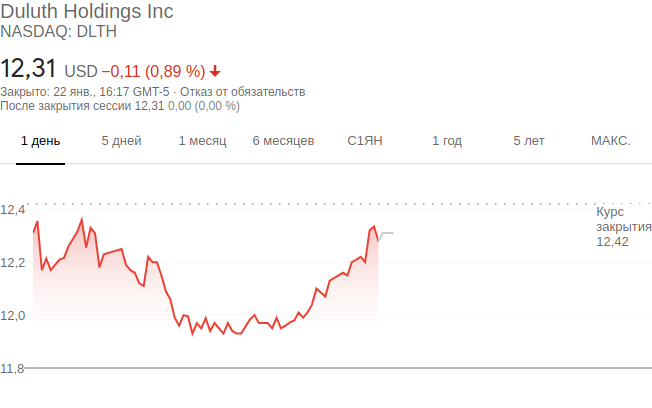 Duluth Holdings Inc
NASDAQ: DLTH
12,31 USD −0,11 (0,89 %)
Закрыто: 22 янв., 16:17 GMT-5 · Отказ от обязательств
После закрытия сессии 12,31 0,00 (0,00 %)
1 день 5 дней 1 месяц 6 месяцев С1ЯН 1 год 5 лет МАКС.
12,4
Курс
закрытия
12,42
12,2
12,0
11,8